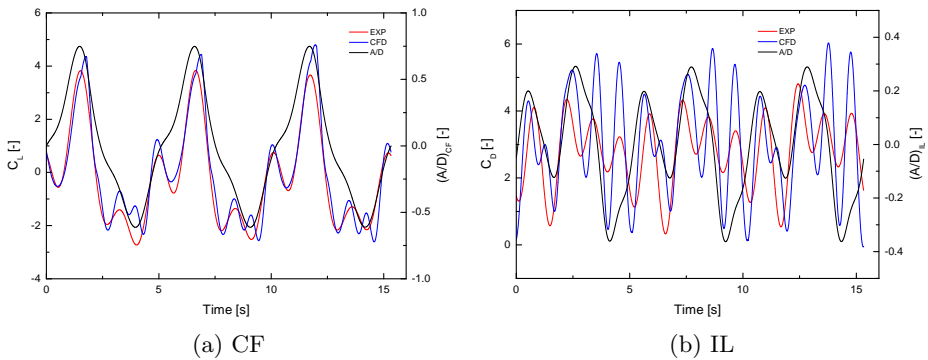 6
4
2
0
-2
-4
C_L [-]
0
5
10
15
Time [s]
1.0
0.5
0.0
-0.5
-1.0
(A/D)_CF [-]
EXP
CFD
A/D
(a) CF
6
4
2
0
C_D [-]
0
5
10
15
Time [s]
0.4
0.2
0.0
-0.2
-0.4
(A/D)_IL [-]
EXP
CFD
A/D
(b) IL